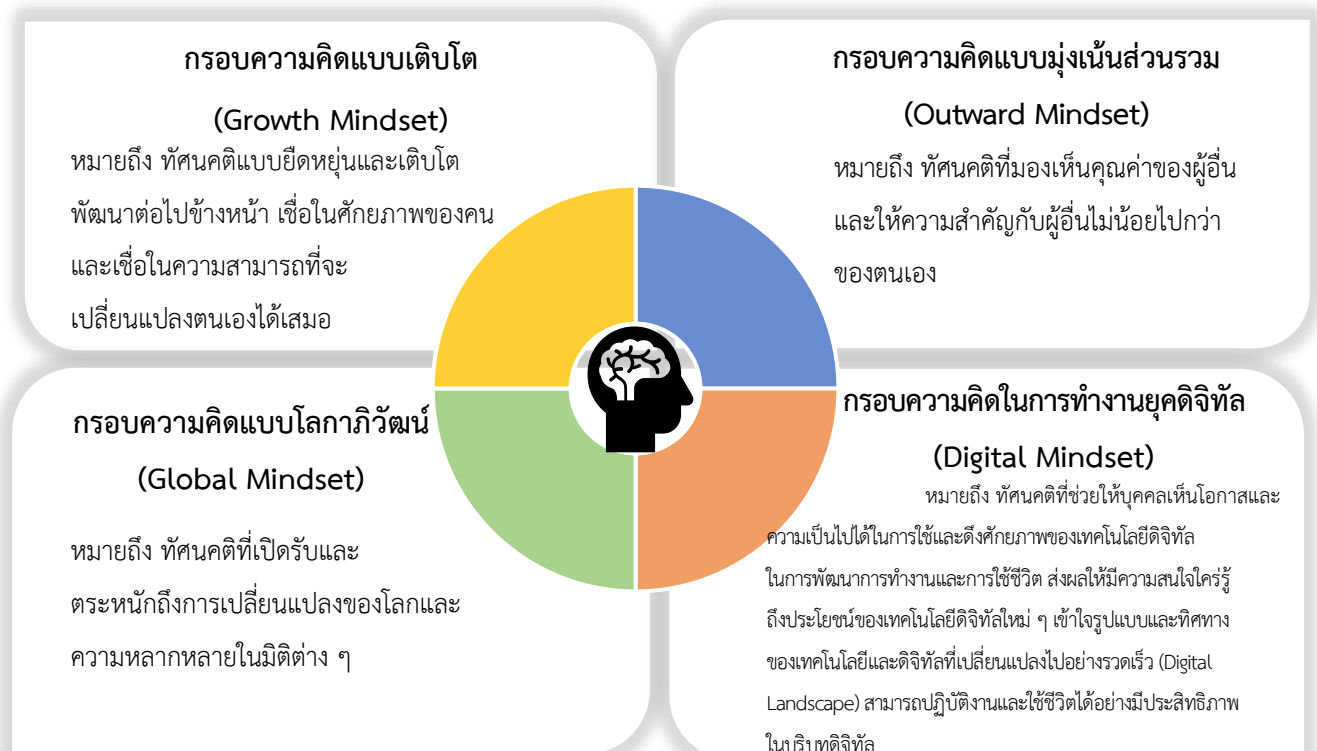 กรอบความคิดแบบเติบโต
(Growth Mindset)
หมายถึง ทัศนคติแบบยืดหยุ่นและเติบโต
พัฒนาต่อไปข้างหน้า เชื่อในศักยภาพของคน
และเชื่อในความสามารถที่จะ
เปลี่ยนแปลงตนเองได้เสมอ
กรอบความคิดแบบมุ่งเน้นส่วนรวม
(Outward Mindset)
หมายถึง ทัศนคติที่มองเห็นคุณค่าของผู้อื่น
และให้ความสำคัญกับผู้อื่นไม่น้อยไปกว่า
ของตนเอง
กรอบความคิดแบบโลกาภิวัฒน์
(Global Mindset)
หมายถึง ทัศนคติที่เปิดรับและ
ตระหนักถึงการเปลี่ยนแปลงของโลกและ
ความหลากหลายในมิติต่าง ๆ
กรอบความคิดในการทำงานยุคดิจิทัล
(Digital Mindset)
หมายถึง ทัศนคติที่ช่วยให้บุคคลเห็นโอกาสและ
ความเป็นไปได้ในการใช้และดึงศักยภาพของเทคโนโลยีดิจิทัล
ในการพัฒนาการทำงานและการใช้ชีวิต ส่งผลให้มีความสนใจใคร่รู้
ถึงประโยชน์ของเทคโนโลยีดิจิทัลใหม่ ๆ เข้าใจรูปแบบและทิศทาง
ของเทคโนโลยีและดิจิทัลที่เปลี่ยนแปลงไปอย่างรวดเร็ว (Digital
Landscape) สามารถปฏิบัติงานและใช้ชีวิตได้อย่างมีประสิทธิภาพ
ในบริบทดิจิทัล